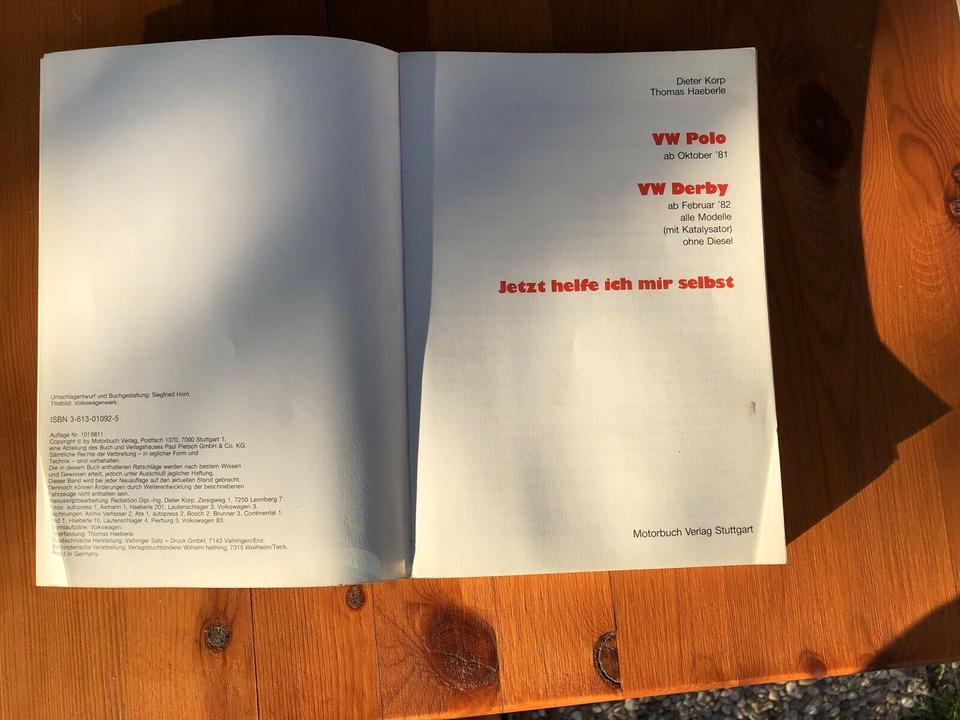 Umschlagentwurf und Buchgestaltung: Siegfried Horn.
Titelbild: Volkswagenwerk.
ISBN 3-613-01092-5
Auflage Nr. 1016811
Copyright © by Motorbuch Verlag, Postfach 1370, 7000 Stuttgart 1,
eine Abteilung des Buch und Verlagshauses Paul Pietsch GmbH & Co. KG.
Sämtliche Rechte der Verbreitung – in jeglicher Form und
Technik – sind vorbehalten.
Die in diesem Buch enthaltenen Ratschläge werden nach bestem Wissen
und Gewissen erteilt, jedoch unter Ausschluß jeglicher Haftung.
Dieser Band wird bei jeder Neuauflage auf den aktuellen Stand gebracht.
Dennoch können Änderungen durch Weiterentwicklung der beschriebenen
Fahrzeuge nicht enthalten sein.
Manuskriptbearbeitung: Redaktion Dipl.-Ing. Dieter Korp, Zeisigweg 1, 7250 Leonberg 7.
Fotos: autopress 1, Axmann 1, Haeberle 201, Lautenschlager 3, Volkswagen 3.
Zeichnungen: Archiv Verfasser 2, Ate 1, autopress 2, Bosch 2, Brunner 3, Continental 1,
1, Haeberle 10, Lautenschlager 4, Pierburg 3, Volkswagen 83.
Stromlaufpläne: Volkswagen.
Texterfassung: Thomas Haeberle.
Drucktechnische Herstellung: Vaihinger Satz + Druck GmbH, 7143 Vaihingen/Enz.
Buchbinderische Verarbeitung: Verlagsbuchbinderei Wilhelm Nething, 7315 Weilheim/Teck.
Printed in Germany.
Dieter Korp
Thomas Haeberle
VW Polo
ab Oktober '81
VW Derby
ab Februar '82
alle Modelle
(mit Katalysator)
ohne Diesel
Jetzt helfe ich mir selbst
Motorbuch Verlag Stuttgart